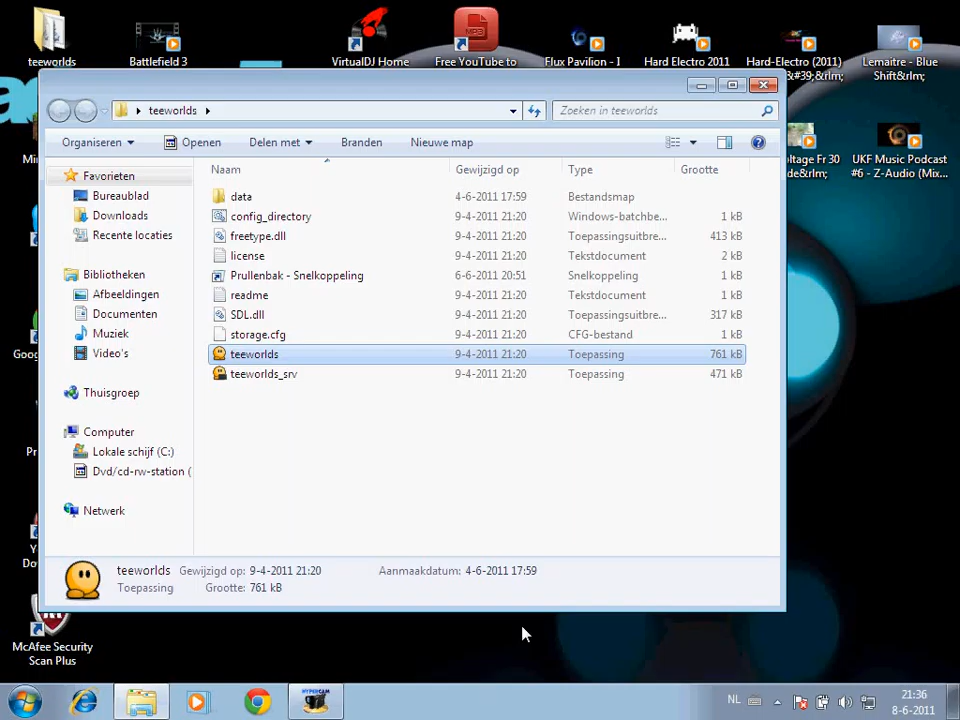 teeworlds
Battlefield 3
VirtualDJ Home
Free YouTube to
Flux Pavilion - I
Hard Electro 2011
Hard-Electro (2011)
&#39;&rlm;
Lemaitre - Blue
Shift&rlm;
teeworlds
Zoeken in teeworlds
Organiseren
Openen
Delen met
Branden
Nieuwe map
oltage Fr 30
de&rlm;
UKF Music Podcast
#6 - Z-Audio (Mix...
Naam
Gewijzigd op
Type
Grootte
Favorieten
Bureaublad
Downloads
Recente locaties
Bibliotheken
Afbeeldingen
Documenten
Muziek
Video's
Thuisgroep
Computer
Lokale schijf (C:)
Dvd/cd-rw-station (
Netwerk
data 4-6-2011 17:59 Bestandsmap
config_directory 9-4-2011 21:20 Windows-batchbe... 1 kB
freetype.dll 9-4-2011 21:20 Toepassingsuitbre... 413 kB
license 9-4-2011 21:20 Tekstdocument 2 kB
Prullenbak - Snelkoppeling 6-6-2011 20:51 Snelkoppeling 1 kB
readme 9-4-2011 21:20 Tekstdocument 1 kB
SDL.dll 9-4-2011 21:20 Toepassingsuitbre... 317 kB
storage.cfg 9-4-2011 21:20 CFG-bestand 1 kB
teeworlds 9-4-2011 21:20 Toepassing 761 kB
teeworlds_srv 9-4-2011 21:20 Toepassing 471 kB
teeworlds Gewijzigd op: 9-4-2011 21:20 Aanmaakdatum: 4-6-2011 17:59
Toepassing Grootte: 761 kB
McAfee Security
Scan Plus
HYPERCAM
NL
21:36
8-6-2011